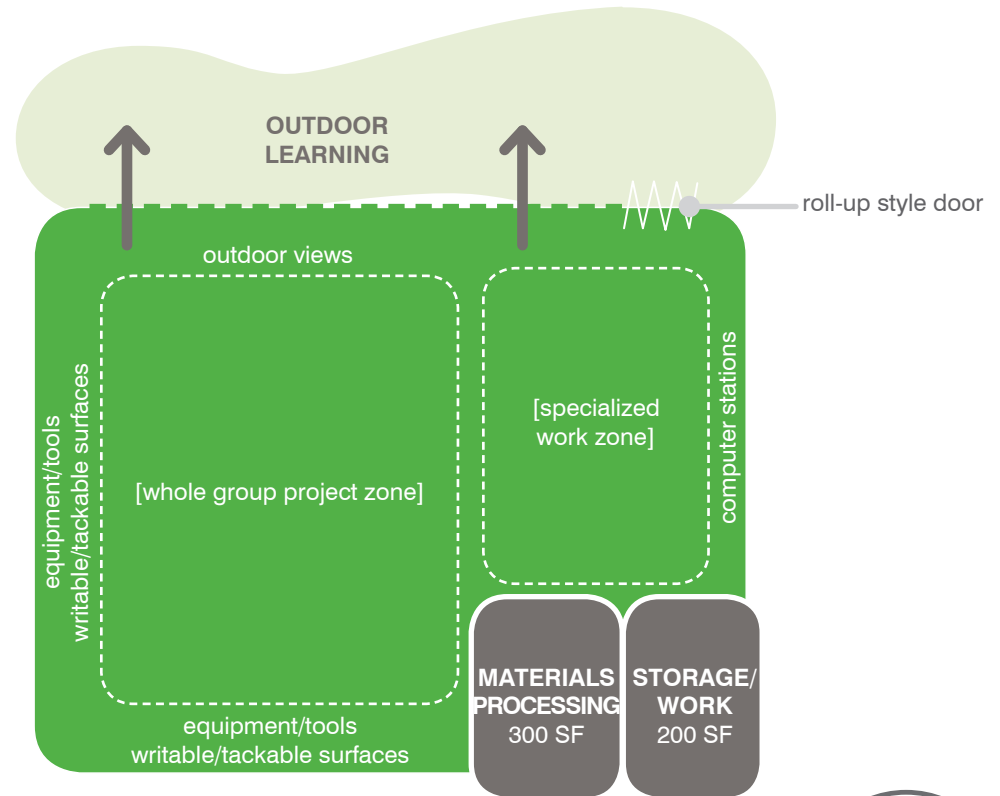 OUTDOOR
LEARNING
roll-up style door
outdoor views
equipment/tools
writable/tackable surfaces
[whole group project zone]
[specialized
work zone]
computer stations
MATERIALS
PROCESSING
300 SF
STORAGE/
WORK
200 SF
equipment/tools
writable/tackable surfaces